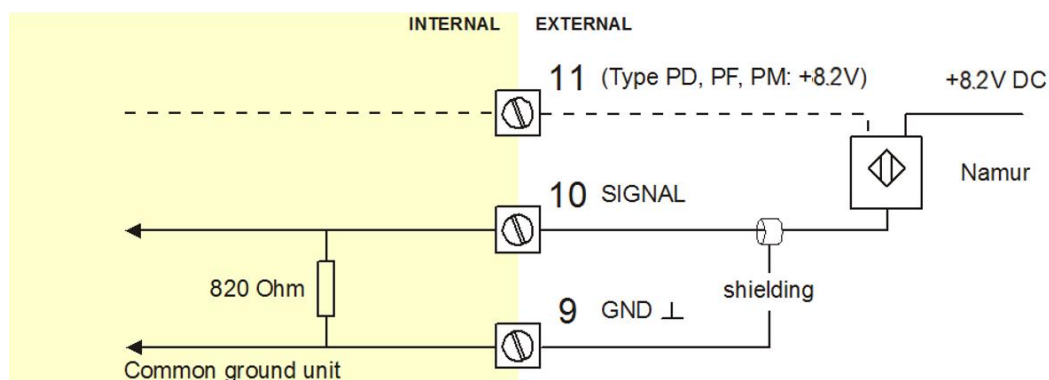 INTERNAL EXTERNAL
11 (Type PD, PF, PM: +8.2V) +8.2V DC
Namur
10 SIGNAL
820 Ohm
shielding
9 GND ⊥
Common ground unit